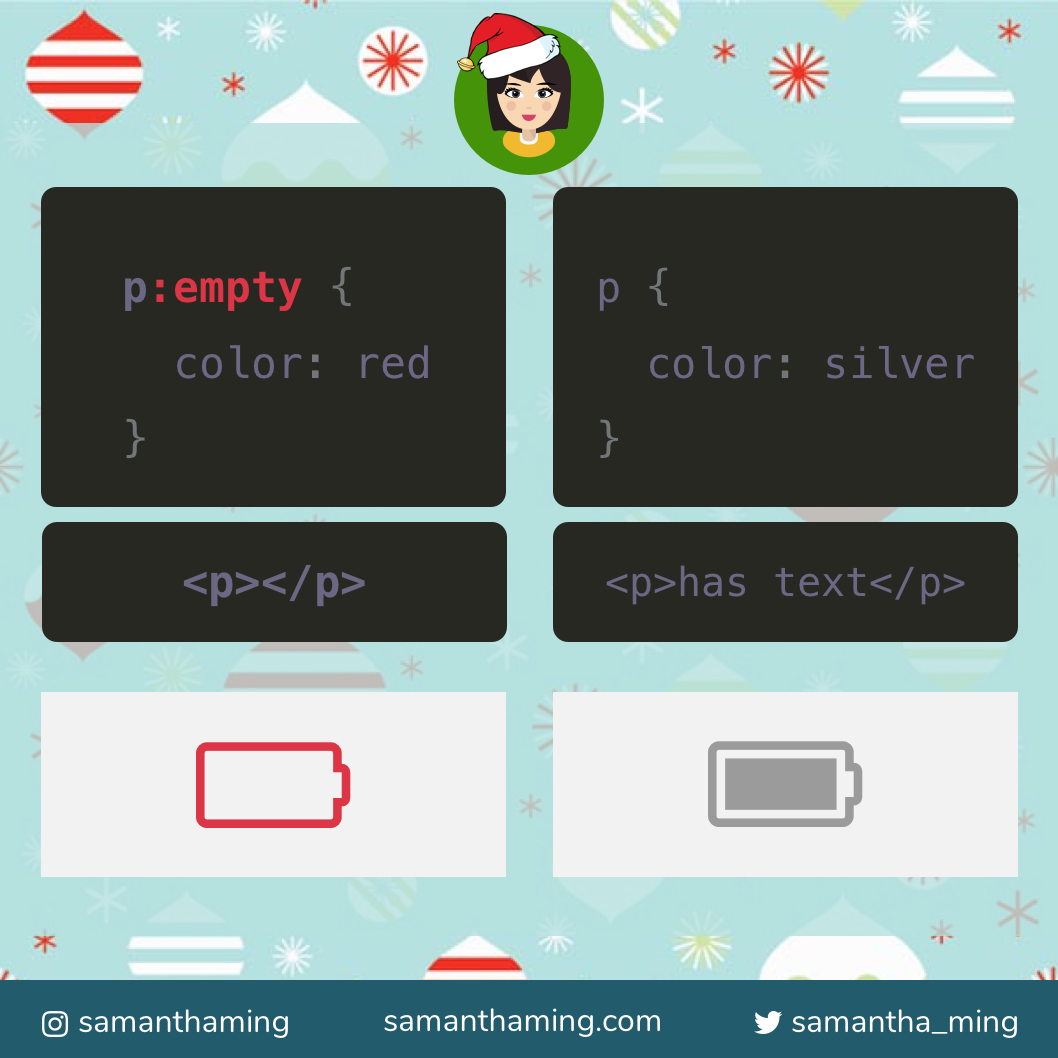 p:empty {
  color: red
}
p {
  color: silver
}
<p></p>
<p>has text</p>
samanthaming
samanthaming.com
samantha_ming